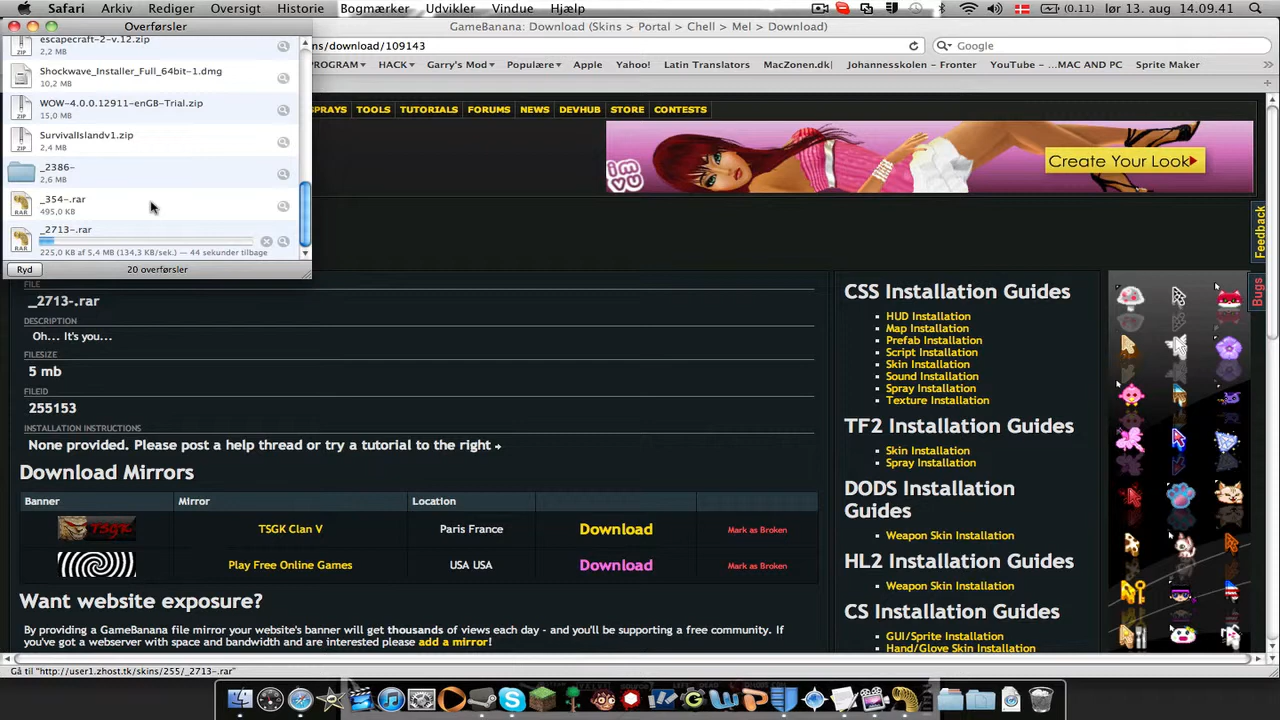 Safari Arkiv Rediger Oversigt Historie Bogmærker Udvikler Vindue Hjælp (0.11) lør 13. aug 14.09.41
Overførsler
GameBanana: Download (Skins > Portal > Chell > Mel > Download)
escapecraft-2-v.12.zip
2,2 MB
ns/download/109143
Google
PROGRAM HACK Garry's Mod Populære Apple Yahoo! Latin Translators MacZonen.dk| Johannesskolen - Fronter YouTube - ...MAC AND PC Sprite Maker
Shockwave_Installer_Full_64bit-1.dmg
10,2 MB
WOW-4.0.0.12911-enGB-Trial.zip
15,0 MB
SPRAYS TOOLS TUTORIALS FORUMS NEWS DEVHUB STORE CONTESTS
SurvivalIslandv1.zip
2,4 MB
_2386-
2,6 MB
_354-.rar
495,0 KB
_2713-.rar
225,0 KB af 5,4 MB (134,3 KB/sek.) — 44 sekunder tilbage
Ryd
20 overførsler
imvu
Create Your Look
Feedback
Bugs
FILE
_2713-.rar
DESCRIPTION
Oh... It's you...
FILESIZE
5 mb
FILEID
255153
INSTALLATION INSTRUCTIONS
None provided. Please post a help thread or try a tutorial to the right →
Download Mirrors
Banner Mirror Location
TSGK TSGK Clan V Paris France Download Mark as Broken
Play Free Online Games USA USA Download Mark as Broken
Want website exposure?
By providing a GameBanana file mirror your website's banner will get thousands of views each day - and you'll be supporting a free community. If
you've got a webserver with space and bandwidth and are interested please add a mirror!
CSS Installation Guides
HUD Installation
Map Installation
Prefab Installation
Script Installation
Skin Installation
Sound Installation
Spray Installation
Texture Installation
TF2 Installation Guides
Skin Installation
Spray Installation
DODS Installation
Guides
Weapon Skin Installation
HL2 Installation Guides
Weapon Skin Installation
CS Installation Guides
GUI/Sprite Installation
Hand/Glove Skin Installation
Gå til "http://user1.zhost.tk/skins/255/_2713-.rar"